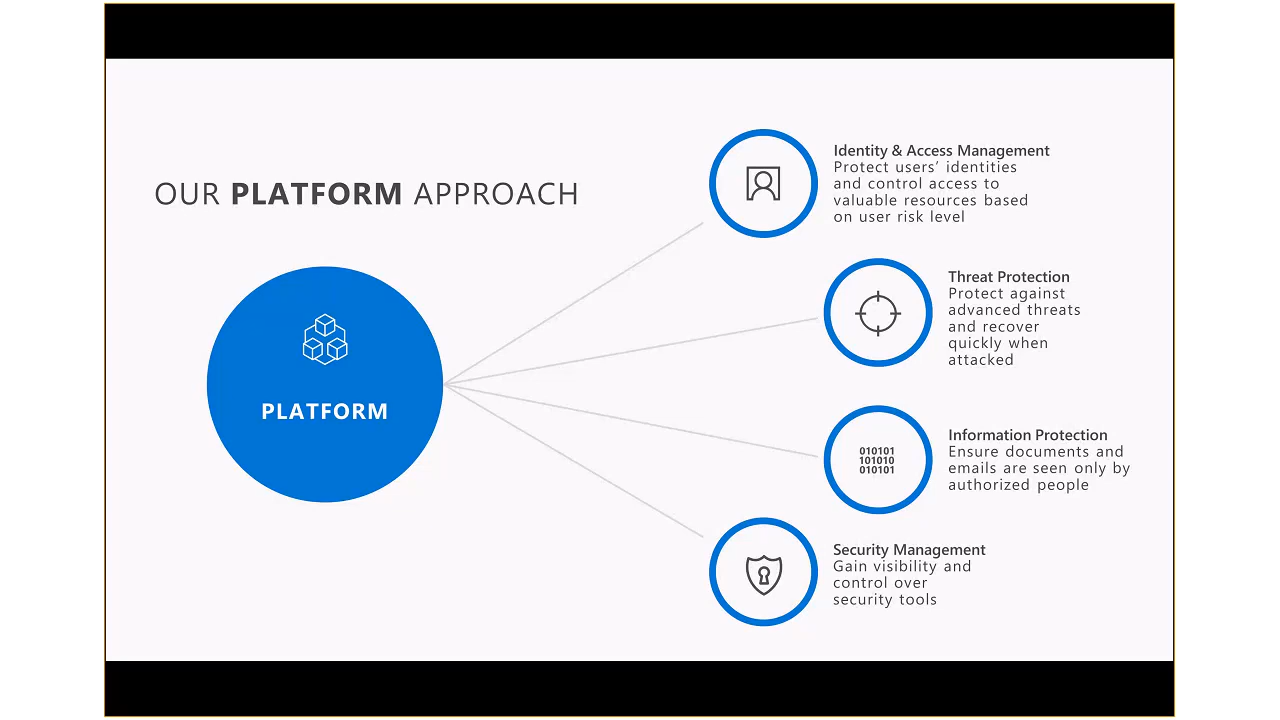 OUR PLATFORM APPROACH
PLATFORM
Identity & Access Management
Protect users’ identities
and control access to
valuable resources based
on user risk level
Threat Protection
Protect against
advanced threats
and recover
quickly when
attacked
010101
101010
010101
Information Protection
Ensure documents and
emails are seen only by
authorized people
Security Management
Gain visibility and
control over
security tools